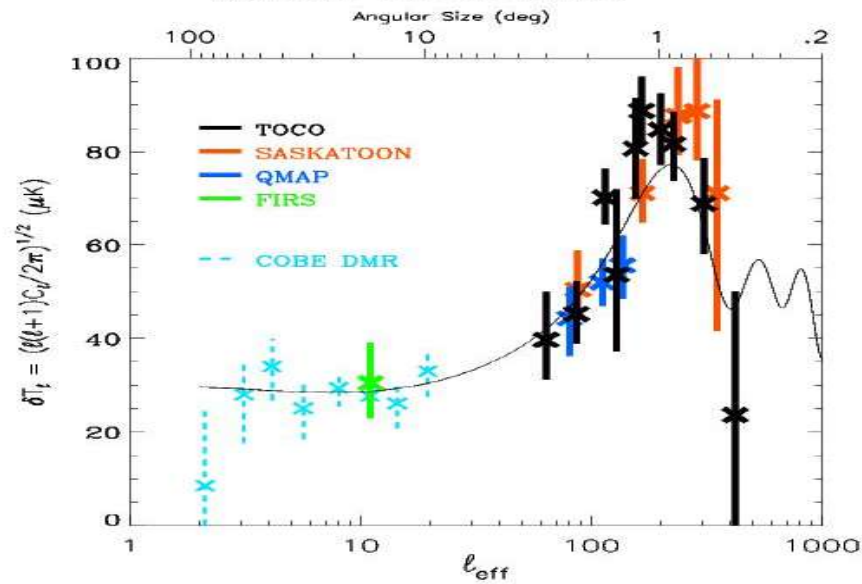 Angular Size (deg)
100 10 1 .2
100
80
60
40
20
0
δT_ℓ = (ℓ(ℓ+1)C_ℓ/2π)^{1/2} (μK)
TOCO
SASKATOON
QMAP
FIRS
COBE DMR
1 10 100 1000
ℓ_eff